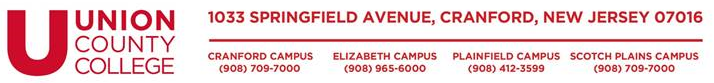 UNION
COUNTY
COLLEGE
1033 SPRINGFIELD AVENUE, CRANFORD, NEW JERSEY 07016
CRANFORD CAMPUS ELIZABETH CAMPUS PLAINFIELD CAMPUS SCOTCH PLAINS CAMPUS
(908) 709-7000 (908) 965-6000 (908) 412-3599 (908) 709-7000